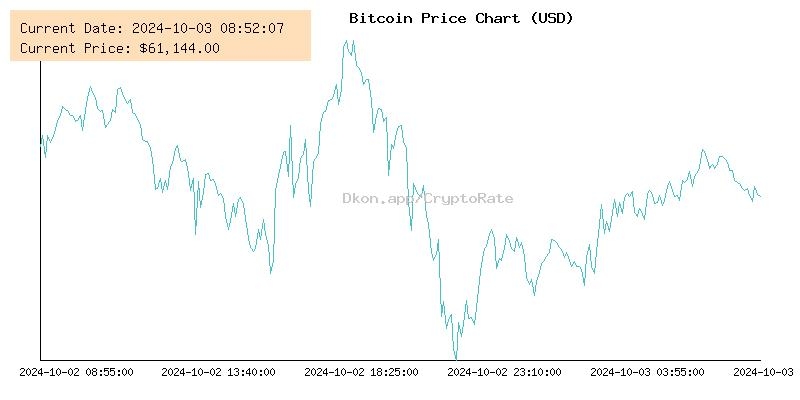 Bitcoin Price Chart (USD)
Current Date: 2024-10-03 08:52:07
Current Price: $61,144.00
Dkon.app/CryptoRate
2024-10-02 08:55:00 2024-10-02 13:40:00 2024-10-02 18:25:00 2024-10-02 23:10:00 2024-10-03 03:55:00 2024-10-03